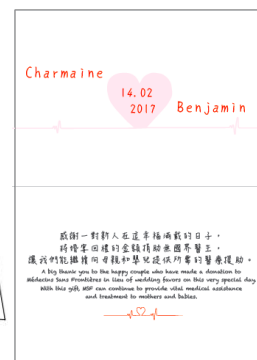 Charmaine
14.02
2017
Benjamin
感謝一對新人在這幸福滿載的日子，
將婚宴回禮的金額捐助無國界醫生，
讓我們能繼續向母親和嬰兒提供所需的醫療援助。
A big thank you to the happy couple who have made a donation to
Médecins Sans Frontières in lieu of wedding favors on this very special day.
With this gift, MSF can continue to provide vital medical assistance
and treatment to mothers and babies.